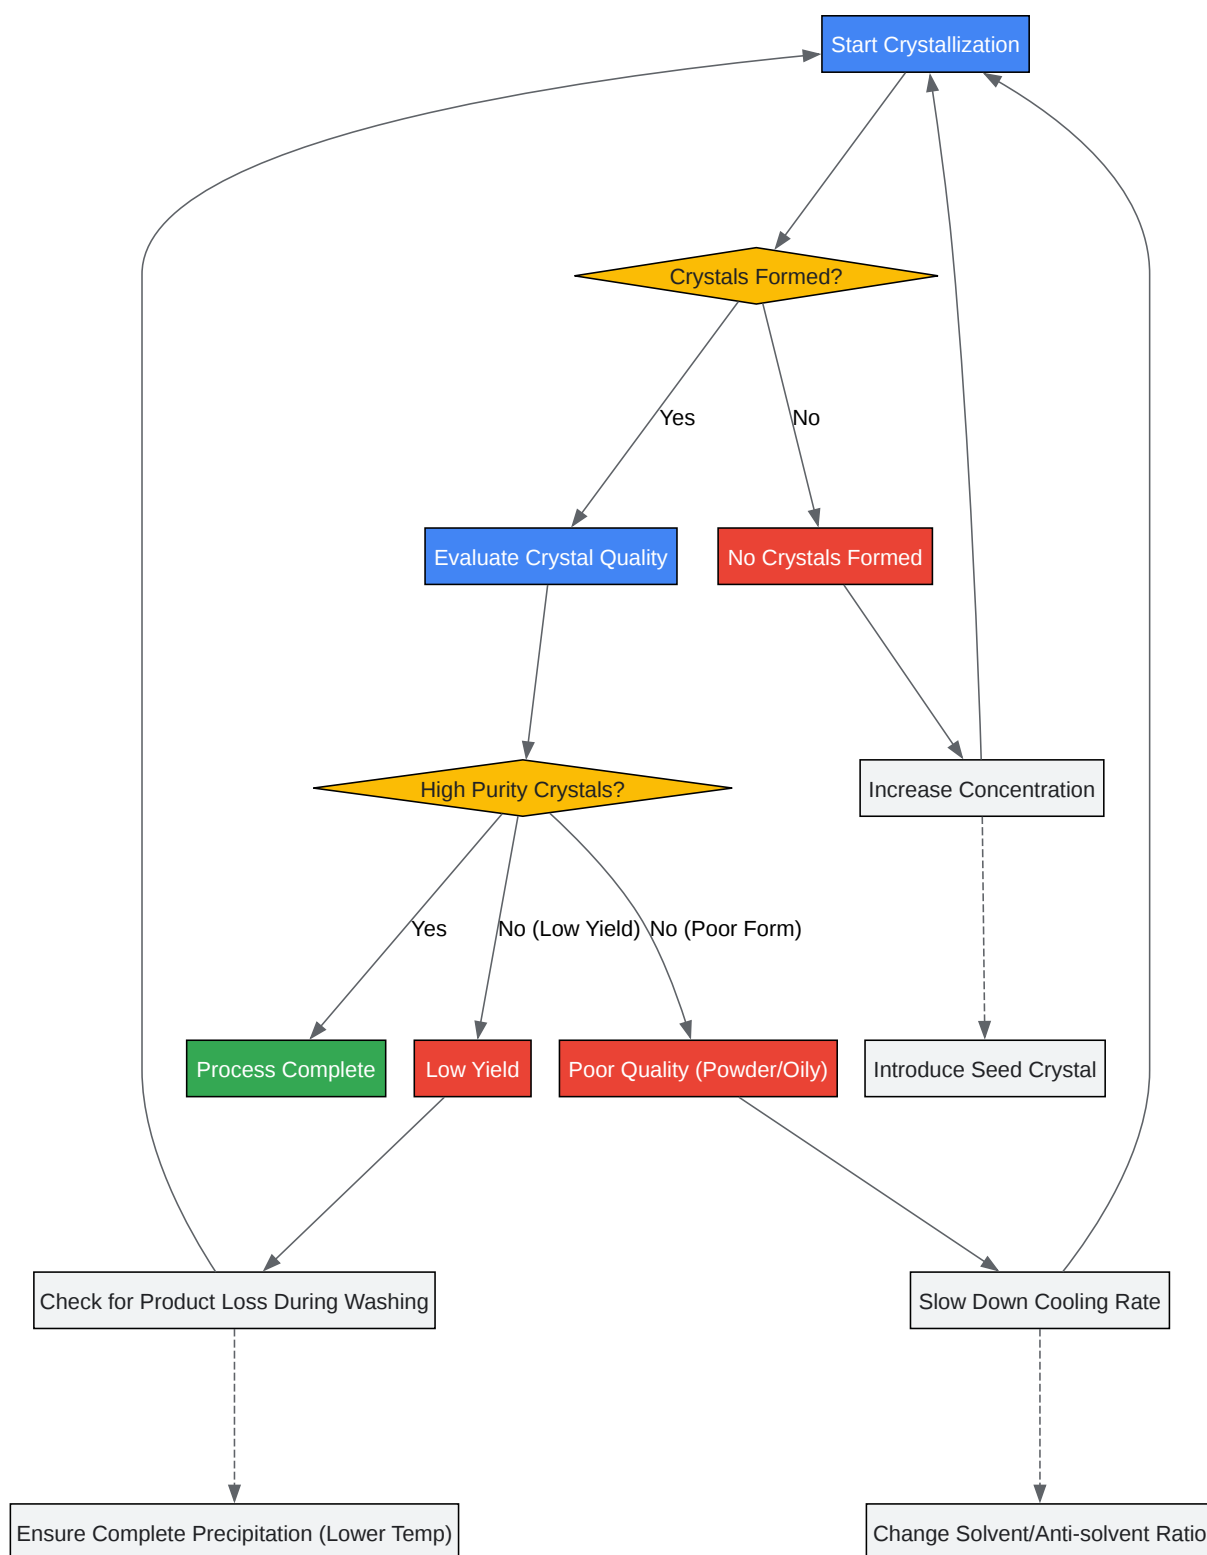 Start Crystallization
Crystals Formed?
Yes
No
Evaluate Crystal Quality
No Crystals Formed
High Purity Crystals?
Increase Concentration
Yes
No (Low Yield)
No (Poor Form)
Process Complete
Low Yield
Poor Quality (Powder/Oily)
Introduce Seed Crystal
Check for Product Loss During Washing
Slow Down Cooling Rate
Ensure Complete Precipitation (Lower Temp)
Change Solvent/Anti-solvent Ratio